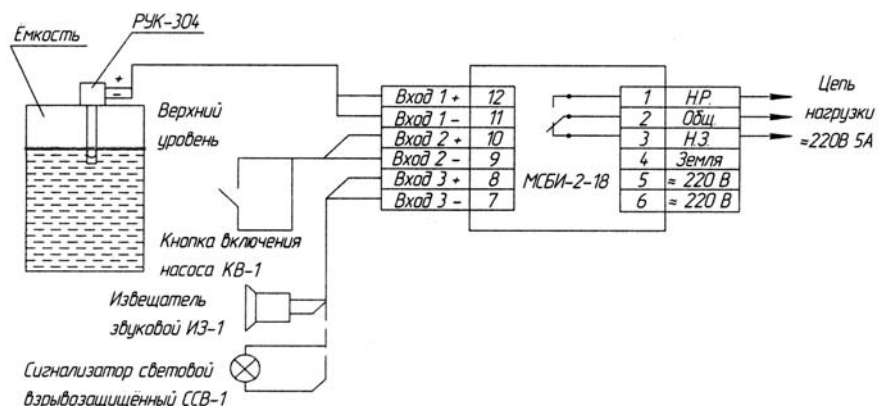 Ёмкость
РУК-304
+
-
Верхний
уровень
Кнопка включения
насоса КВ-1
Извещатель
звуковой ИЗ-1
Сигнализатор световой
взрывозащищённый ССВ-1
Вход 1 + 12
Вход 1 - 11
Вход 2 + 10
Вход 2 - 9
Вход 3 + 8
Вход 3 - 7
МСБИ-2-18
1 Н.Р.
2 Общ.
3 Н.З.
4 Земля
5 ≈ 220 В
6 ≈ 220 В
Цепь
нагрузки
≈220В 5А